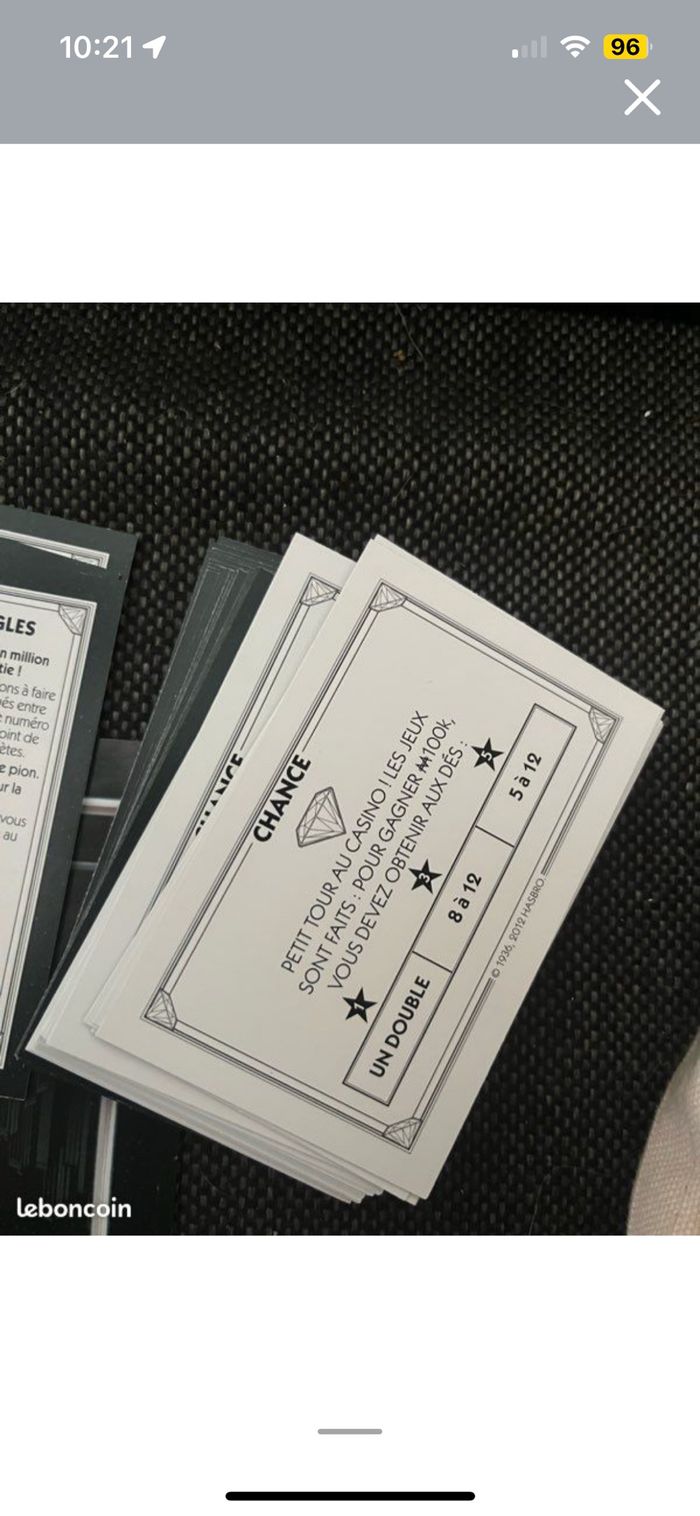 10:21
96
GLES
n million
tie !
ons à faire
és entre
e numéro
oint de
ètes.
e pion.
ur la
vous
au
CHANCE
CHANCE
PETIT TOUR AU CASINO ! LES JEUX
SONT FAITS : POUR GAGNER ₩100k,
VOUS DEVEZ OBTENIR AUX DÉS :
1 3 5
UN DOUBLE 8 à 12 5 à 12
© 1936, 2012 HASBRO
leboncoin